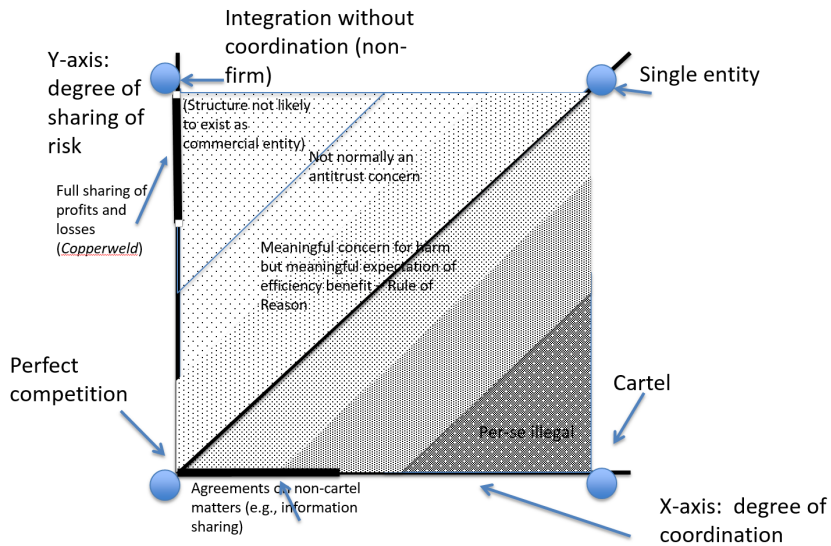 Integration without
coordination (non-
firm)
Y-axis:
degree of
sharing of
risk
Single entity
(Structure not likely
to exist as
commercial entity)
Not normally an
antitrust concern
Full sharing of
profits and
losses
(Copperweld)
Meaningful concern for harm
but meaningful expectation of
efficiency benefit – Rule of
Reason
Perfect
competition
Cartel
Per-se illegal
Agreements on non-cartel
matters (e.g., information
sharing)
X-axis: degree of
coordination